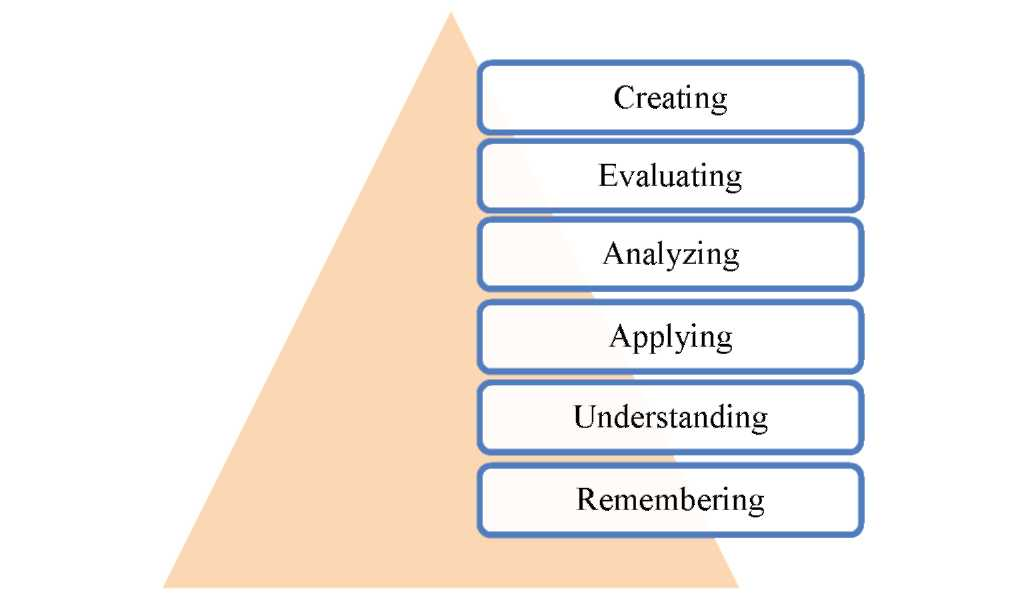 Creating
Evaluating
Analyzing
Applying
Understanding
Remembering